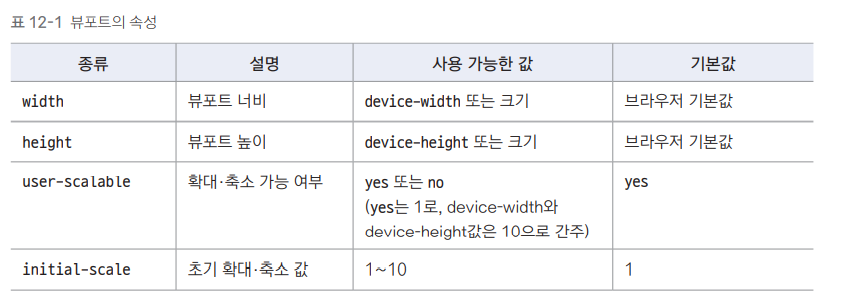 표 12-1 뷰포트의 속성
종류 설명 사용 가능한 값 기본값
width 뷰포트 너비 device-width 또는 크기 브라우저 기본값
height 뷰포트 높이 device-height 또는 크기 브라우저 기본값
user-scalable 확대·축소 가능 여부 yes 또는 no yes
(yes는 1로, device-width와
device-height값은 10으로 간주)
initial-scale 초기 확대·축소 값 1~10 1